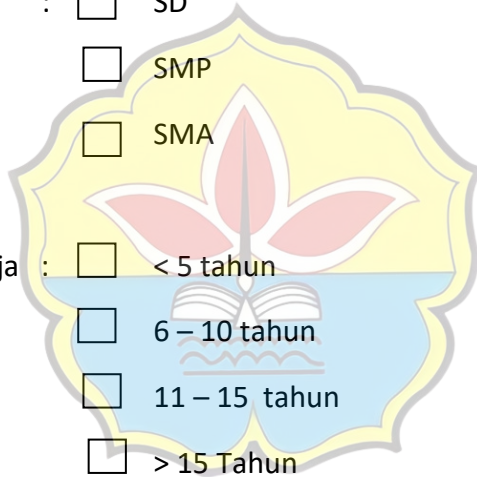 : SD
SMP
SMA
ja : < 5 tahun
6 – 10 tahun
11 – 15 tahun
> 15 Tahun